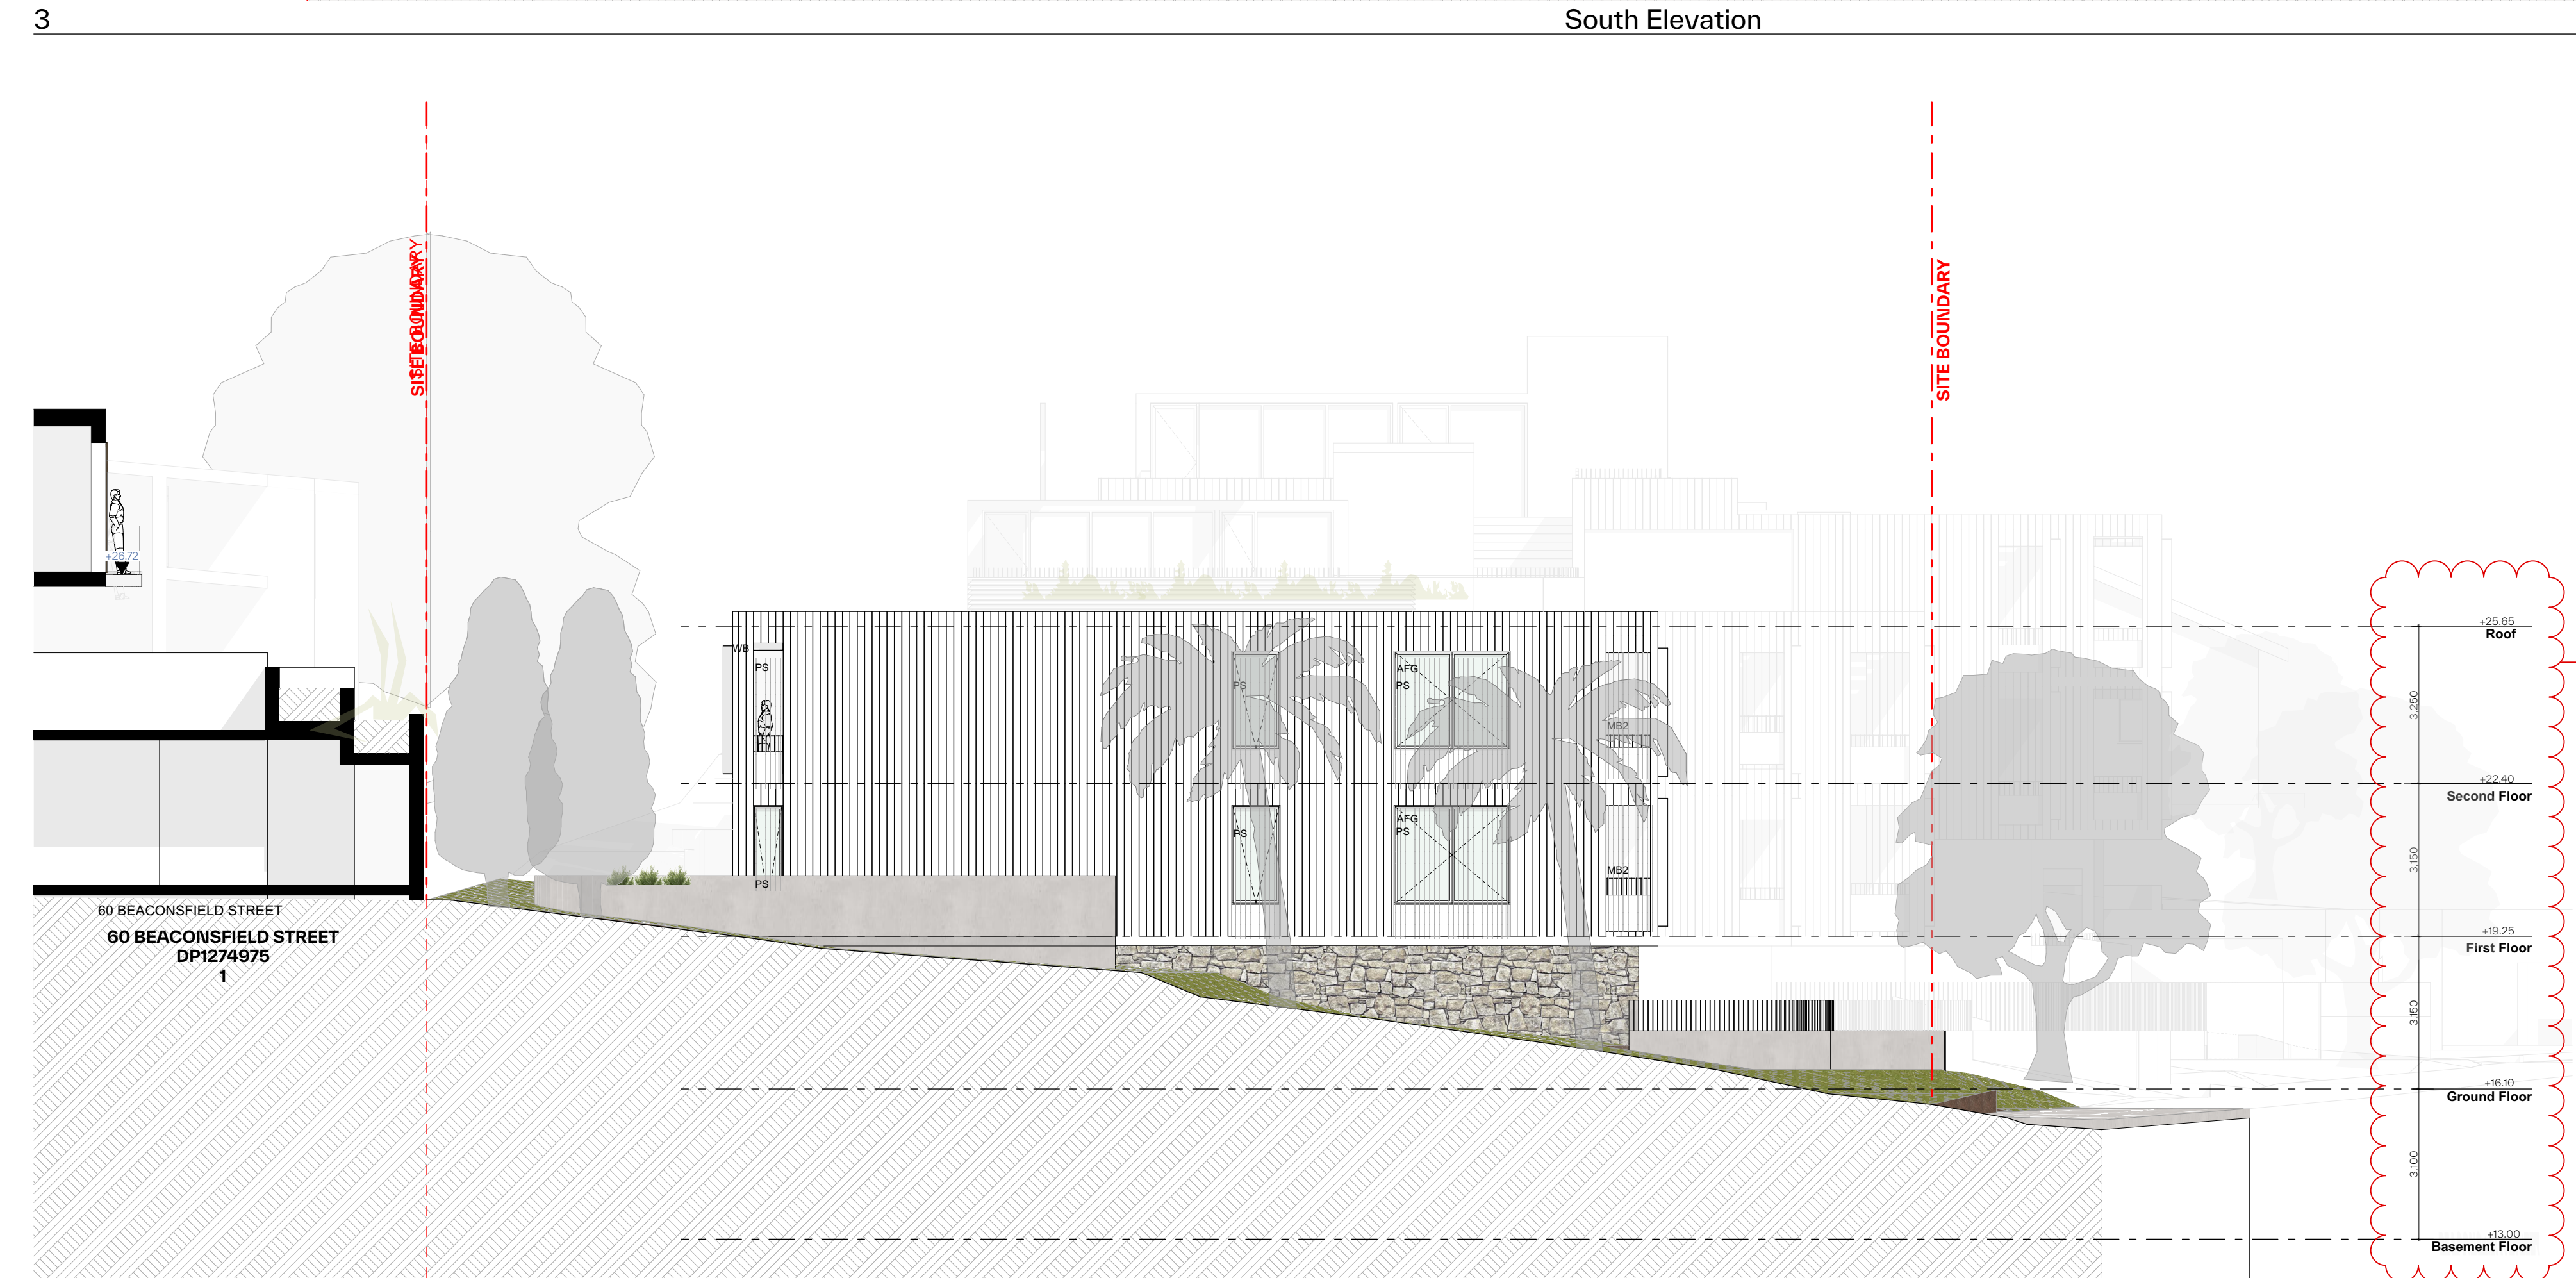 3
South Elevation
SITE BOUNDARY
SITE BOUNDARY
SITE BOUNDARY
+26.72
WB
PS
PS
AFG
PS
MB2
PS
AFG
PS
MB2
PS
60 BEACONSFIELD STREET
60 BEACONSFIELD STREET
DP1274975
1
+25.65
Roof
3,250
+22.40
Second Floor
3,150
+19.25
First Floor
3,150
+16.10
Ground Floor
3,100
+13.00
Basement Floor